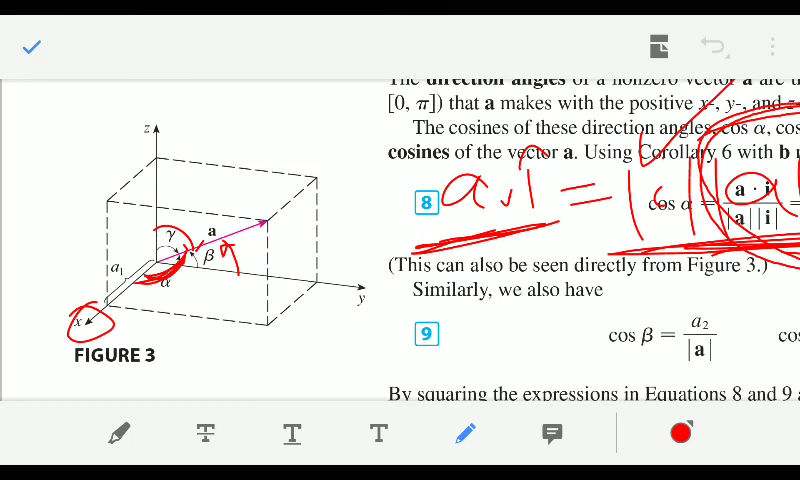 The direction angles of a nonzero vector a are
[0, π]) that a makes with the positive x-, y-, and z-
The cosines of these direction angles, cos α, cos
cosines of the vector a. Using Corollary 6 with b
8 cos α = a · i / |a||i| =
a · i =
(This can also be seen directly from Figure 3.)
Similarly, we also have
9 cos β = a₂ / |a| cos
By squaring the expressions in Equations 8 and 9
z
γ
a
β
a₁
α
x
y
FIGURE 3
T
T
T